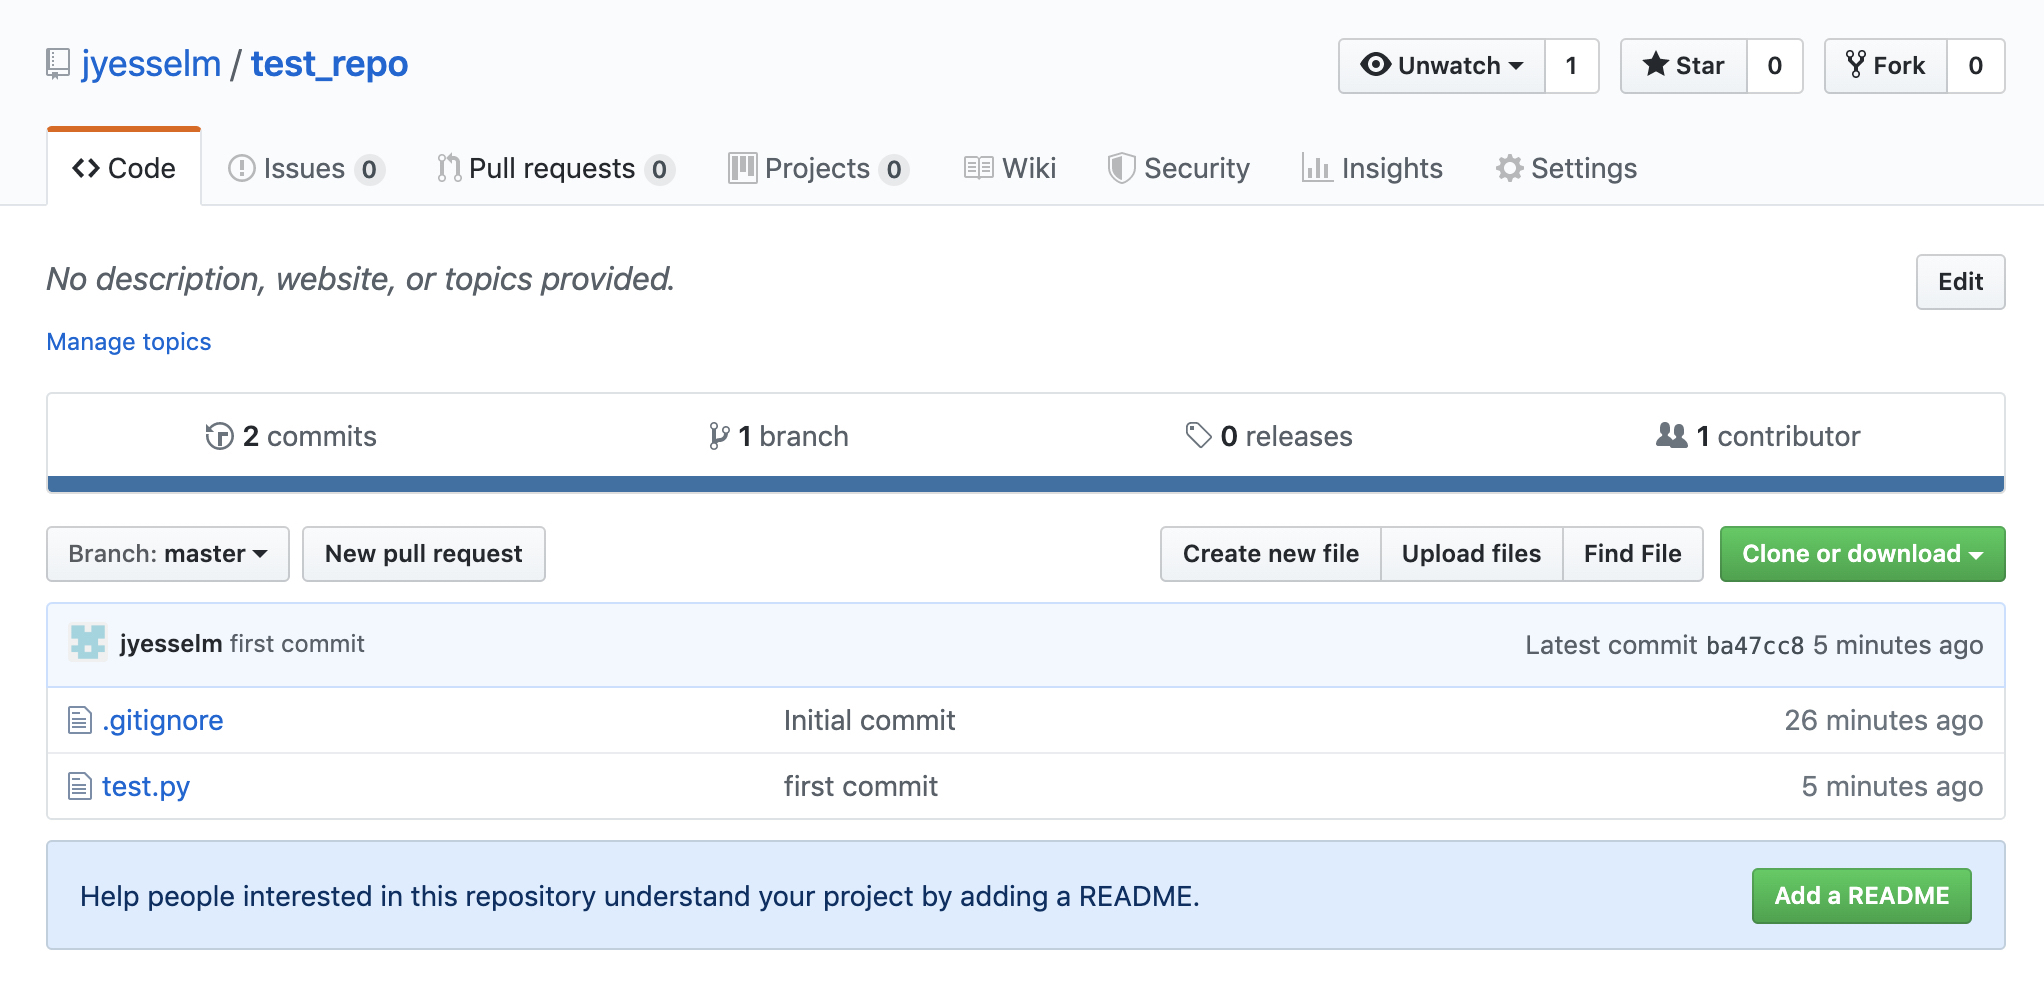 jyesselm / test_repo
Unwatch 1 Star 0 Fork 0
Code Issues 0 Pull requests 0 Projects 0 Wiki Security Insights Settings
No description, website, or topics provided.
Edit
Manage topics
2 commits 1 branch 0 releases 1 contributor
Branch: master New pull request Create new file Upload files Find File Clone or download
jyesselm first commit Latest commit ba47cc8 5 minutes ago
.gitignore Initial commit 26 minutes ago
test.py first commit 5 minutes ago
Help people interested in this repository understand your project by adding a README. Add a README